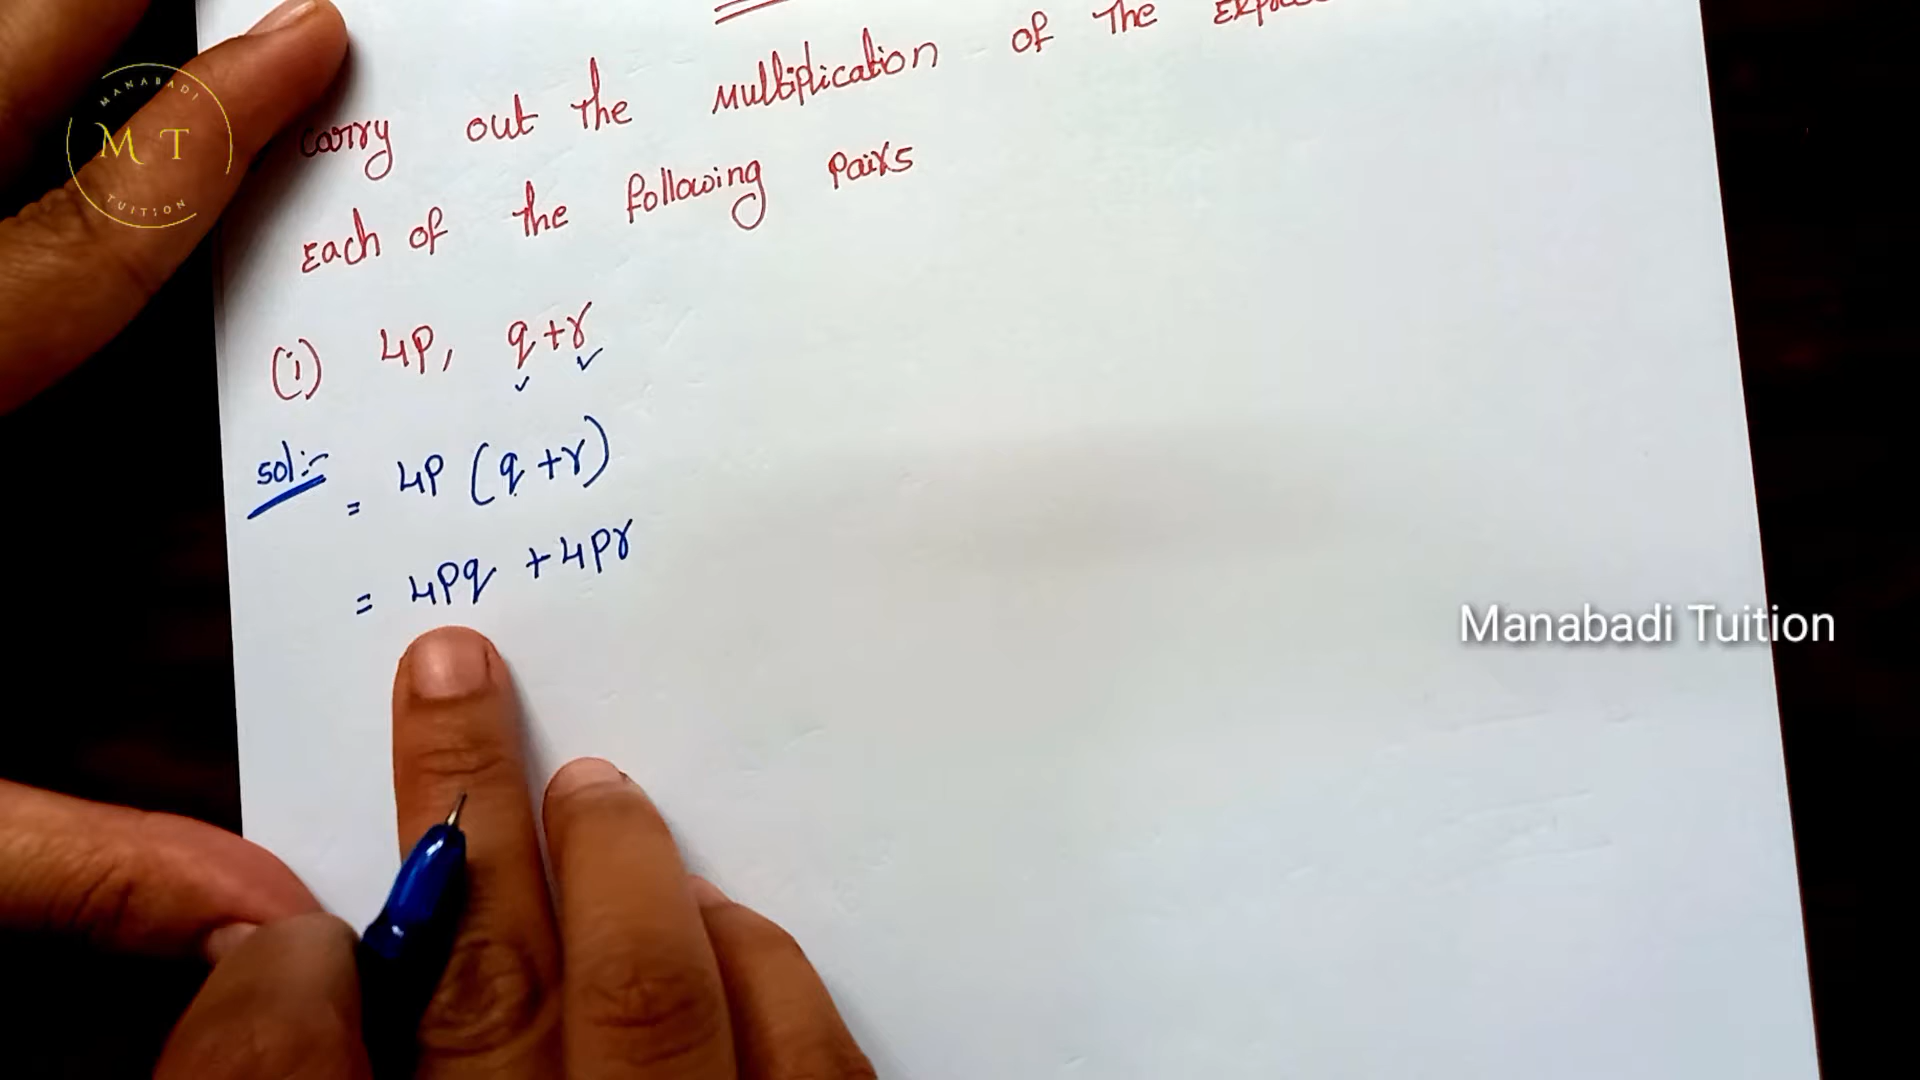 MANABADI
M T
TUITION
carry out the multiplication of the
Each of the following pairs
(i) 4p, q+r
sol:-
= 4p (q+r)
= 4pq + 4pr
Manabadi Tuition